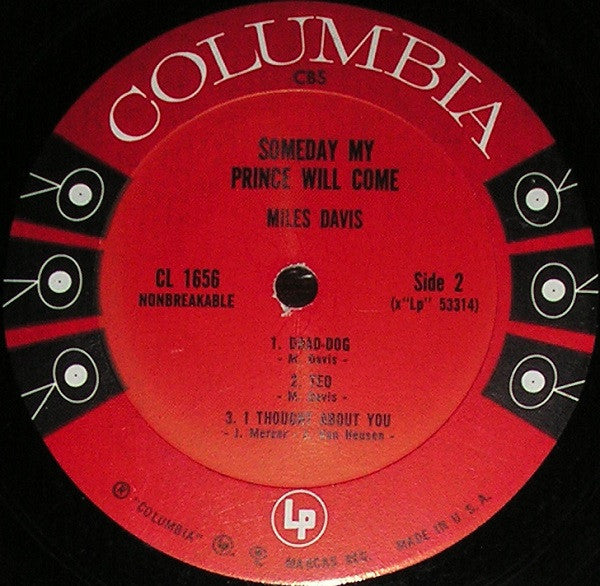 COLUMBIA
CBS
SOMEDAY MY
PRINCE WILL COME
MILES DAVIS
CL 1656
NONBREAKABLE
Side 2
(x"Lp" 53314)
1. DRAD-DOG
- M. Davis -
2. TEO
- M. Davis -
3. I THOUGHT ABOUT YOU
- J. Mercer - J. Van Heusen -
Lp
® "COLUMBIA" MARCAS REG. MADE IN U.S.A.